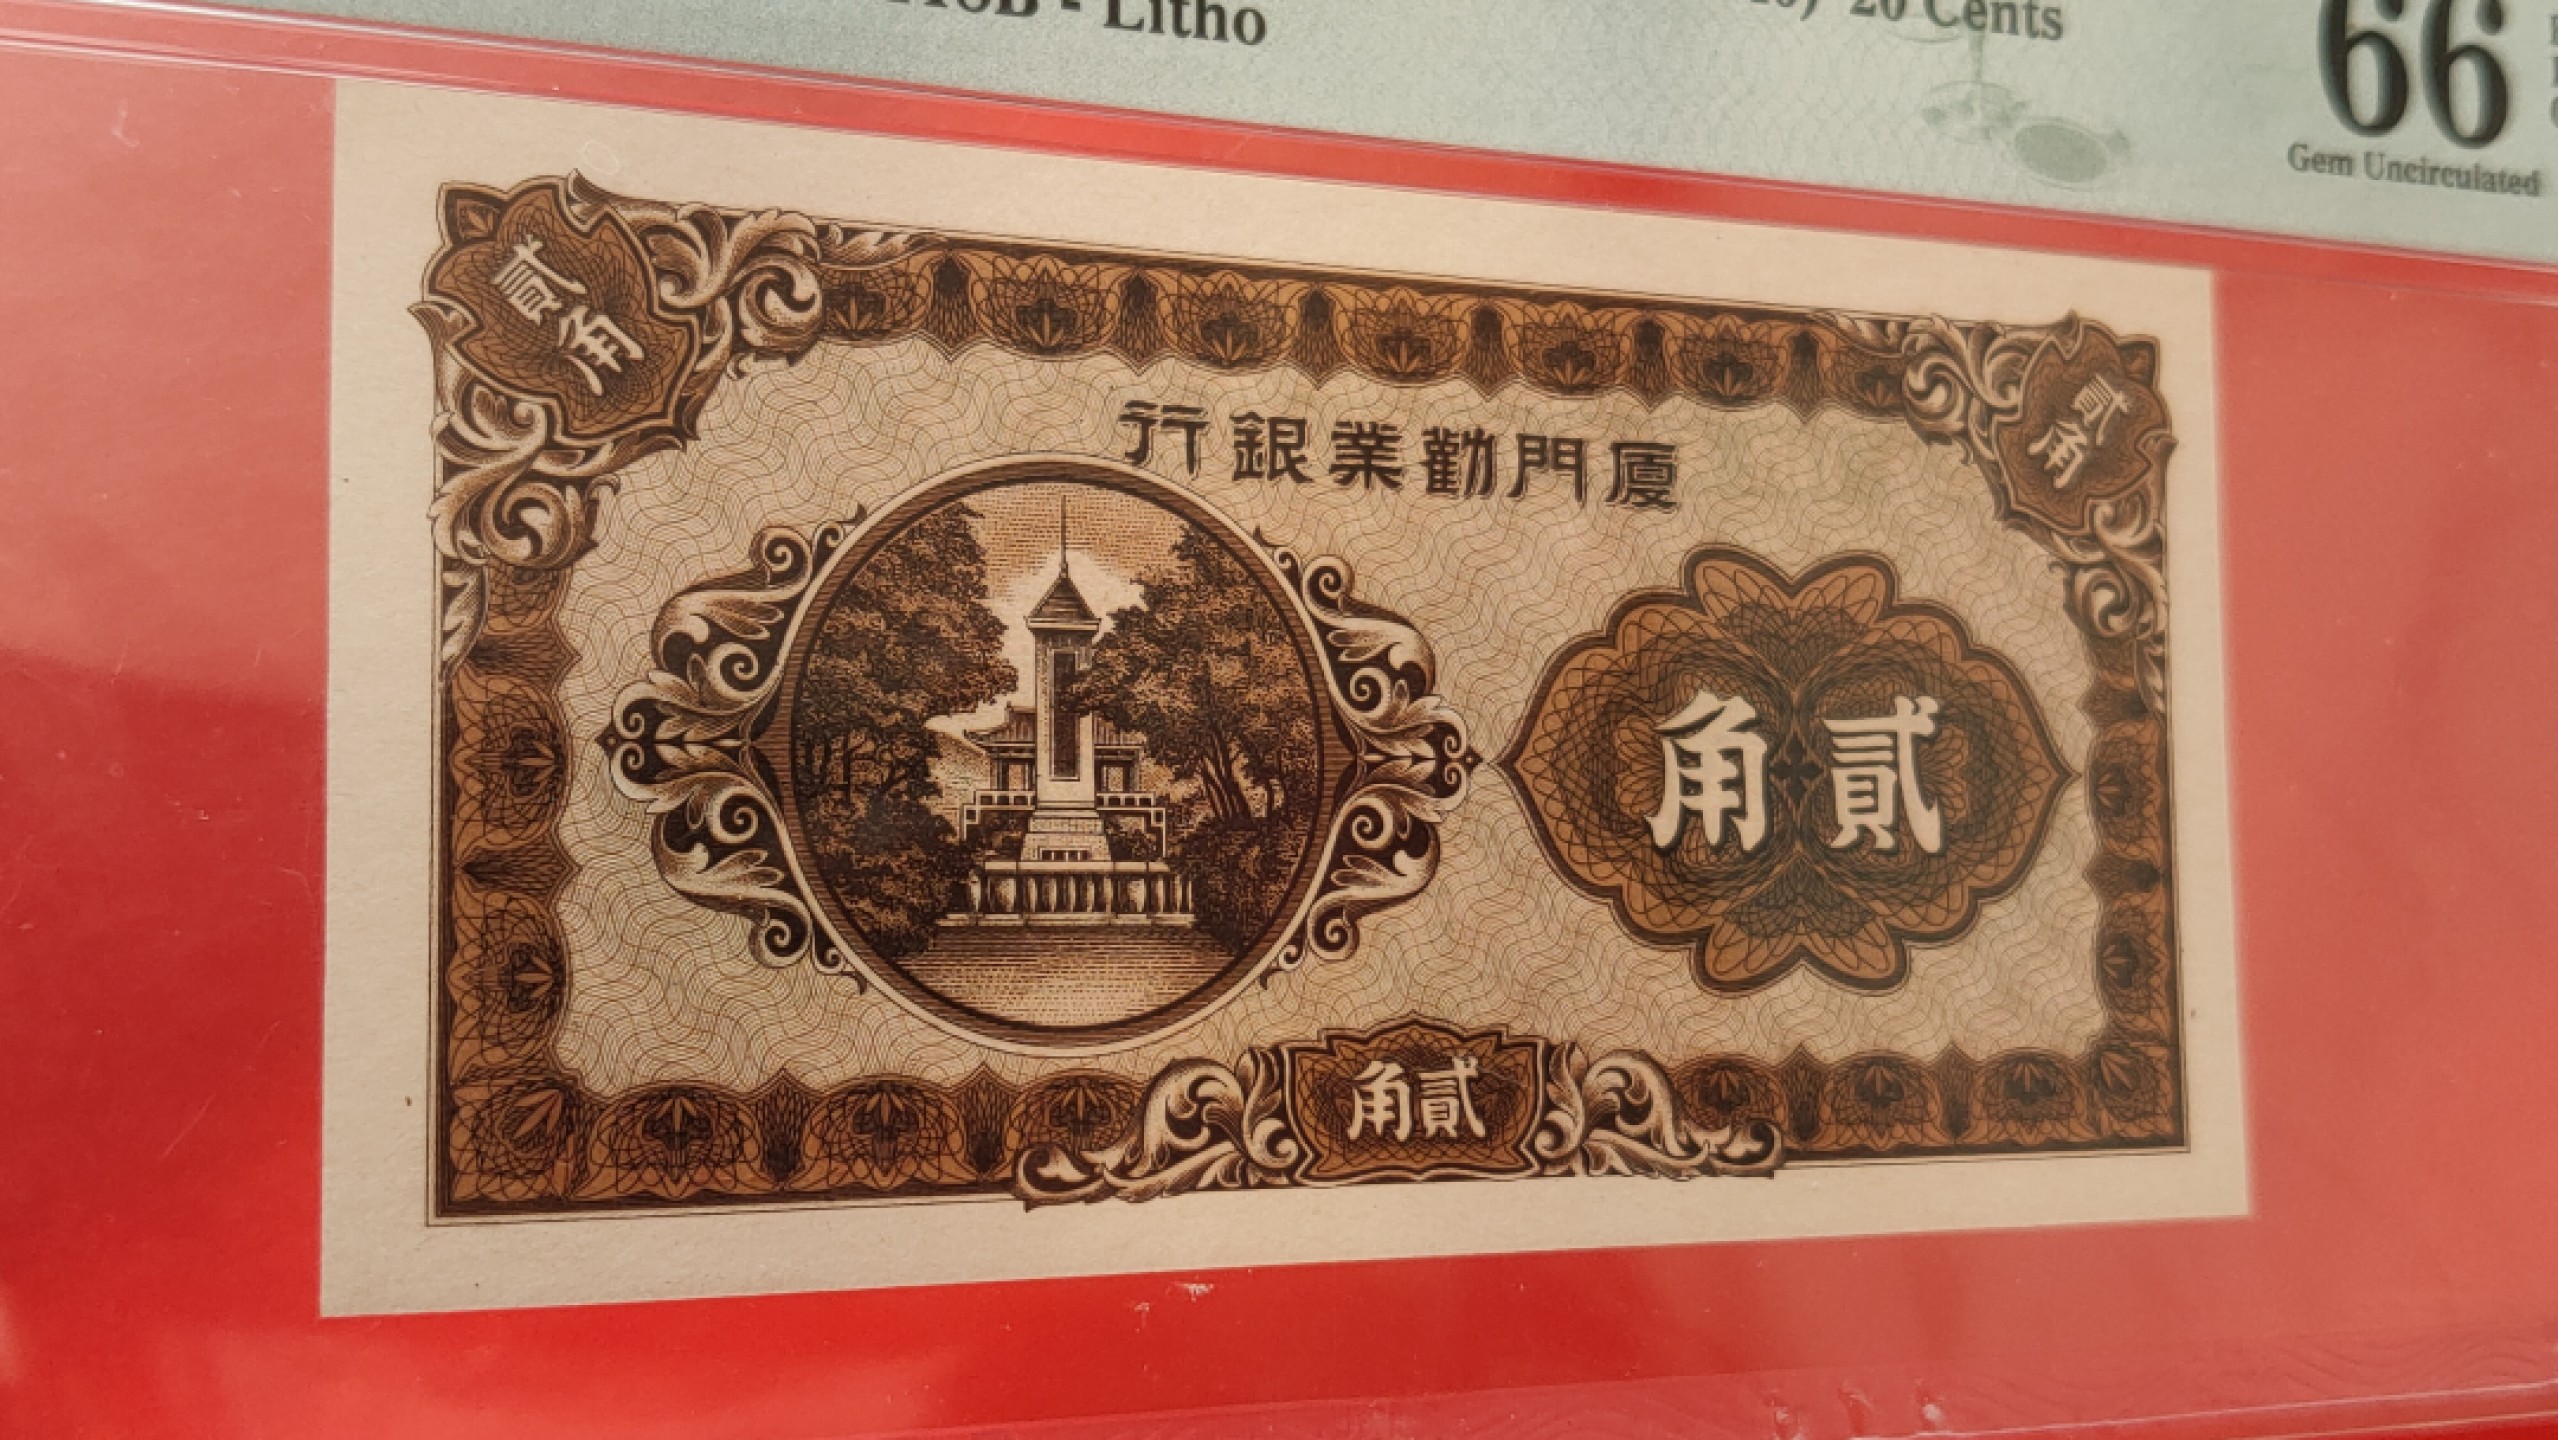 Litho
20 Cents
66
Gem Uncirculated
貳角
貳角
廈門勸業銀行
貳角
貳角